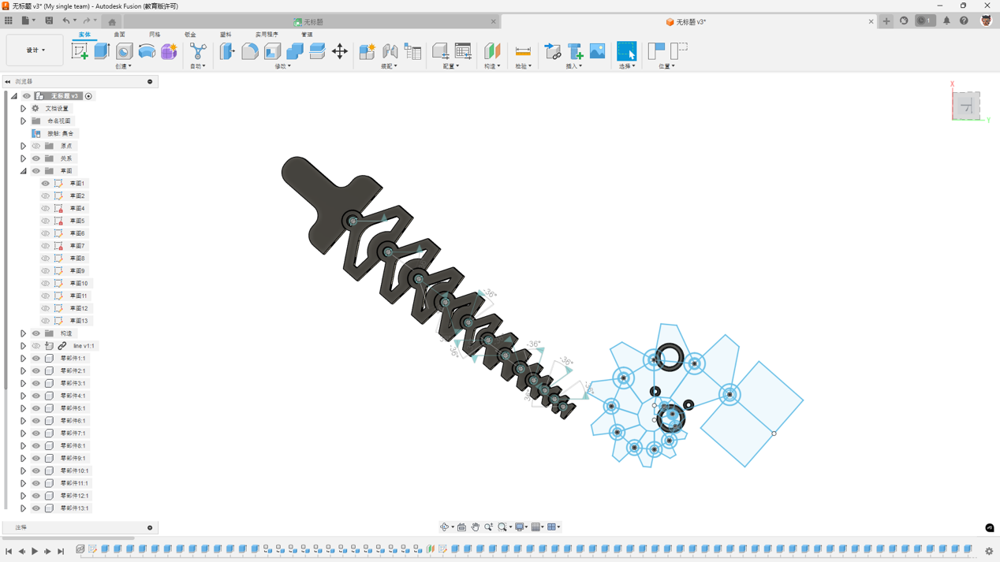 无标题 v3* (My single team) - Autodesk Fusion (教育版许可)
无标题
无标题 v3*
1
设计
实体
曲面
网格
钣金
塑料
实用程序
管理
创建
自动
修改
装配
配置
构造
检验
插入
选择
位置
浏览器
无标题 v3
文档设置
命名视图
接触: 集合
原点
关系
草图
草图1
草图2
草图4
草图5
草图6
草图7
草图8
草图9
草图10
草图11
草图12
草图13
构造
line v1:1
零部件1:1
零部件2:1
零部件3:1
零部件4:1
零部件5:1
零部件6:1
零部件7:1
零部件8:1
零部件9:1
零部件10:1
零部件11:1
零部件12:1
零部件13:1
注释
X
上
Y
-36°
-36°
-36°
-36°